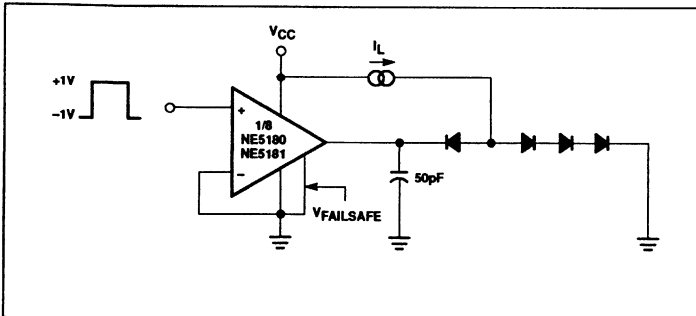 VCC
IL
+1V
−1V
+
1/8
NE5180
NE5181
−
50pF
VFAILSAFE